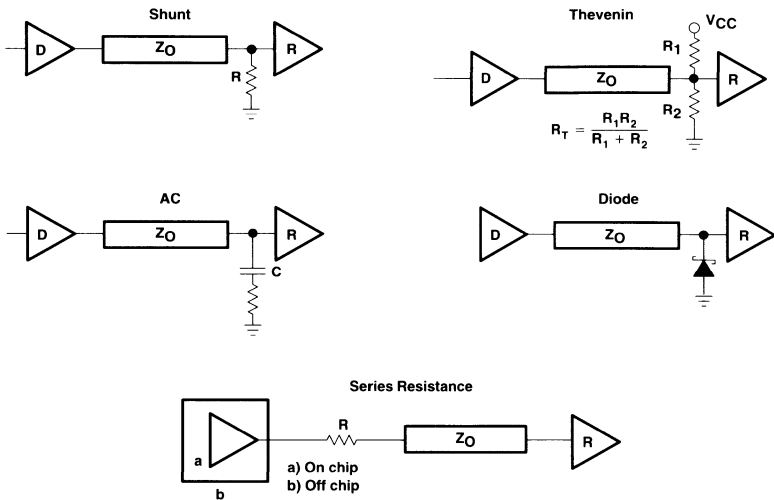 Shunt
D
ZO
R
R
Thevenin
VCC
R1
D
ZO
R
R2
RT = R1R2
R1 + R2
AC
D
ZO
R
C
Diode
D
ZO
R
Series Resistance
R
ZO
R
a
a) On chip
b) Off chip
b